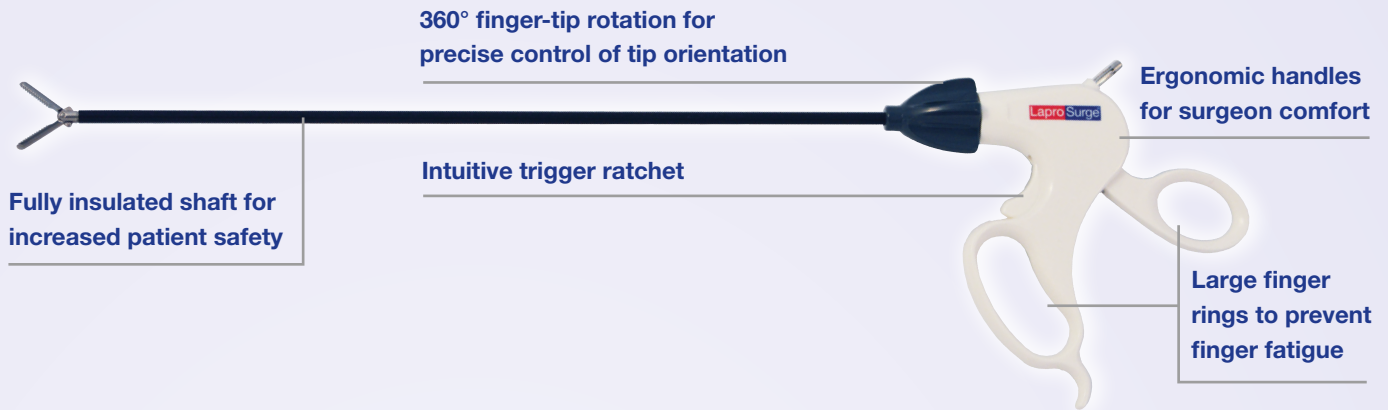 360° finger-tip rotation for
precise control of tip orientation
Ergonomic handles
for surgeon comfort
LaproSurge
Intuitive trigger ratchet
Fully insulated shaft for
increased patient safety
Large finger
rings to prevent
finger fatigue